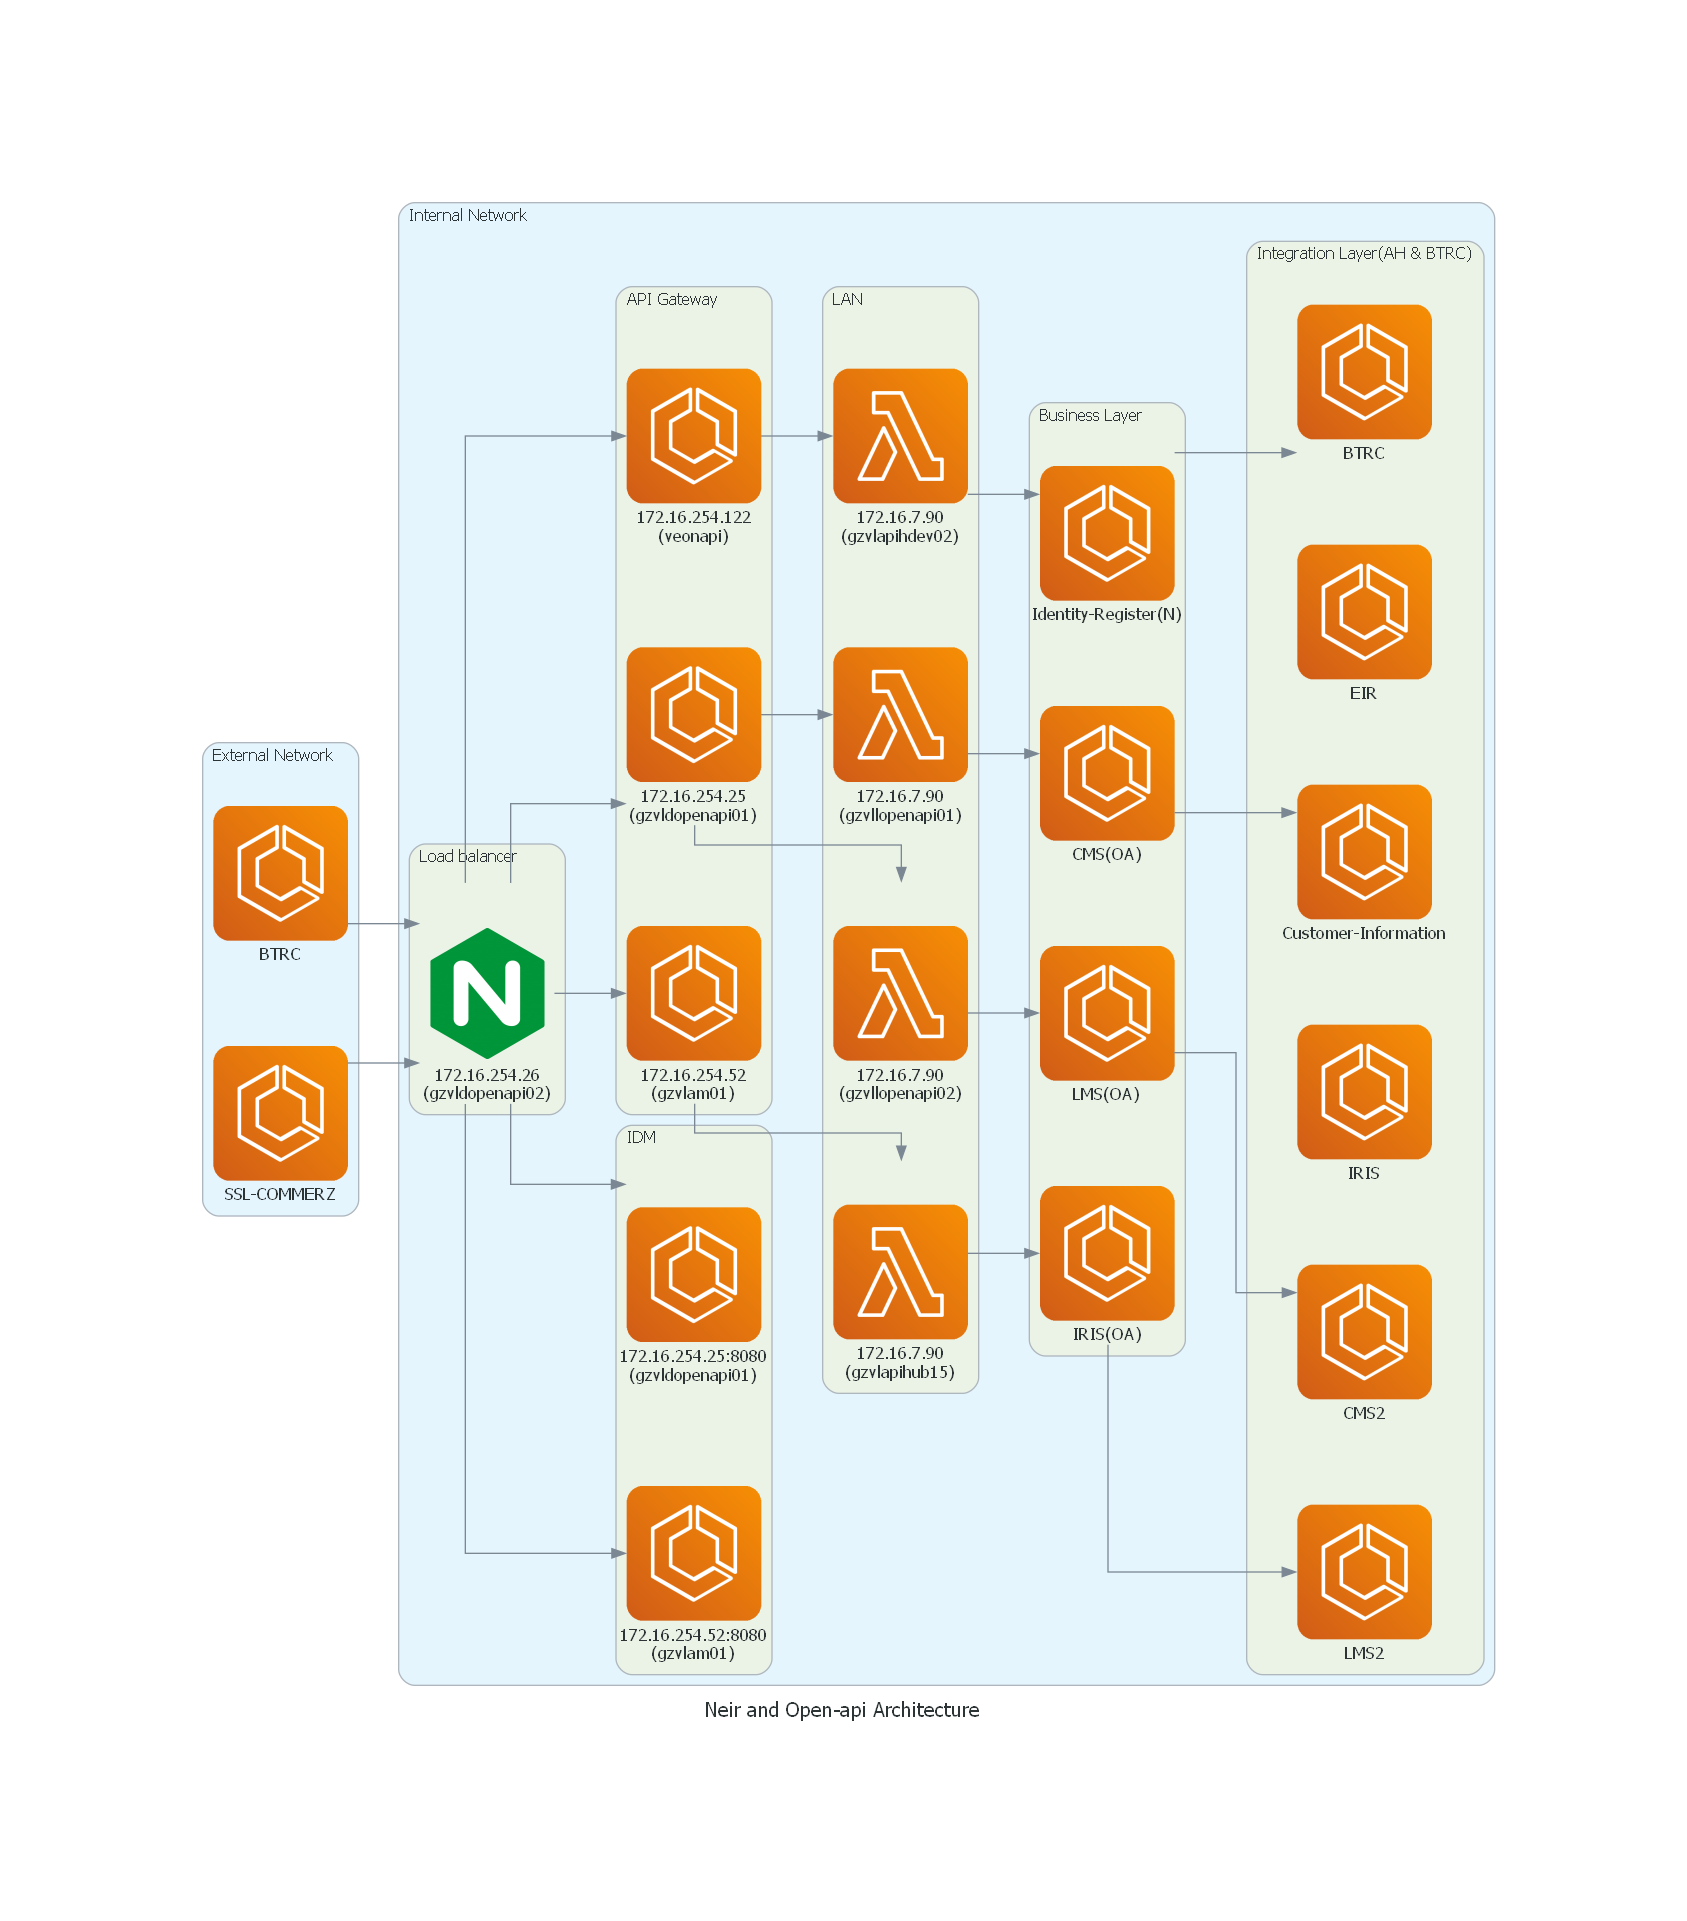 Internal Network
Integration Layer(AH & BTRC)
API Gateway
LAN
BTRC
Business Layer
172.16.254.122
(veonapi)
172.16.7.90
(gzvlapihdev02)
Identity-Register(N)
EIR
External Network
172.16.254.25
(gzvldopenapi01)
172.16.7.90
(gzvllopenapi01)
CMS(OA)
Load balancer
BTRC
Customer-Information
172.16.254.26
(gzvldopenapi02)
172.16.254.52
(gzvlam01)
172.16.7.90
(gzvllopenapi02)
LMS(OA)
IDM
SSL-COMMERZ
IRIS
172.16.254.25:8080
(gzvldopenapi01)
172.16.7.90
(gzvlapihub15)
IRIS(OA)
CMS2
172.16.254.52:8080
(gzvlam01)
LMS2
Neir and Open-api Architecture